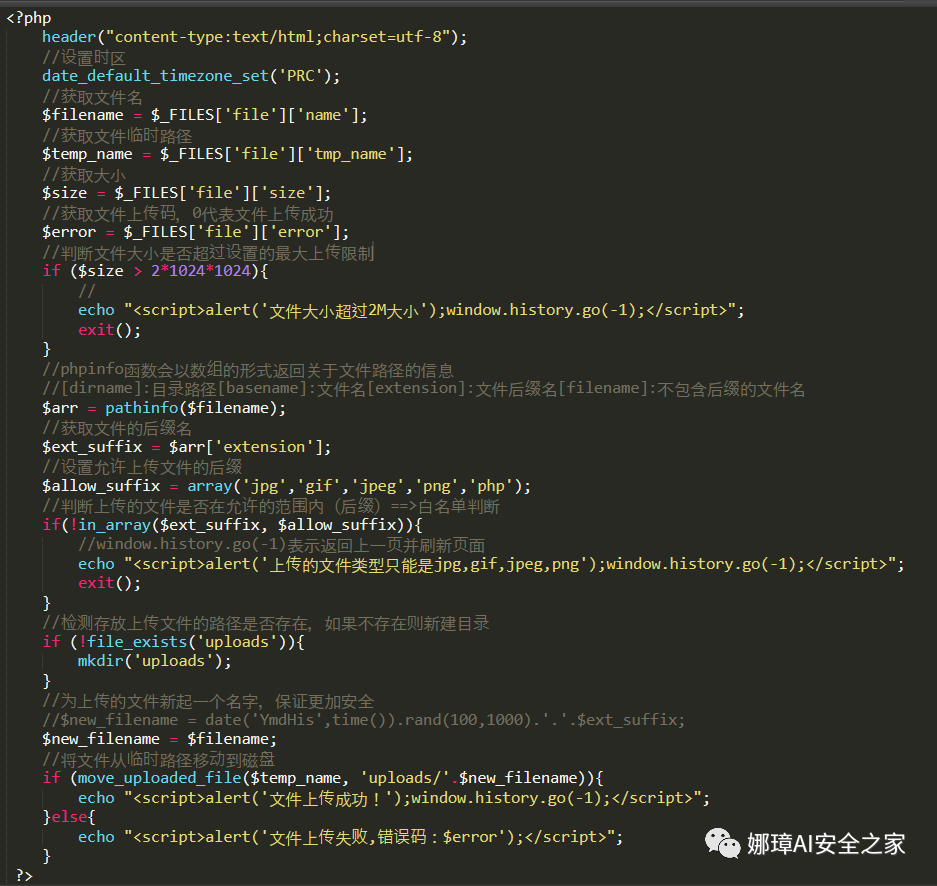 <?php
header("content-type:text/html;charset=utf-8");
//设置时区
date_default_timezone_set('PRC');
//获取文件名
$filename = $_FILES['file']['name'];
//获取文件临时路径
$temp_name = $_FILES['file']['tmp_name'];
//获取大小
$size = $_FILES['file']['size'];
//获取文件上传码，0代表文件上传成功
$error = $_FILES['file']['error'];
//判断文件大小是否超过设置的最大上传限制
if ($size > 2*1024*1024){
//
echo "<script>alert('文件大小超过2M大小');window.history.go(-1);</script>";
exit();
}
//phpinfo函数会以数组的形式返回关于文件路径的信息
//[dirname]:目录路径[basename]:文件名[extension]:文件后缀名[filename]:不包含后缀的文件名
$arr = pathinfo($filename);
//获取文件的后缀名
$ext_suffix = $arr['extension'];
//设置允许上传文件的后缀
$allow_suffix = array('jpg','gif','jpeg','png','php');
//判断上传的文件是否在允许的范围内（后缀）==>白名单判断
if(!in_array($ext_suffix, $allow_suffix)){
//window.history.go(-1)表示返回上一页并刷新页面
echo "<script>alert('上传的文件类型只能是jpg,gif,jpeg,png');window.history.go(-1);</script>";
exit();
}
//检测存放上传文件的路径是否存在，如果不存在则新建目录
if (!file_exists('uploads')){
mkdir('uploads');
}
//为上传的文件新起一个名字，保证更加安全
//$new_filename = date('YmdHis',time()).rand(100,1000).'.'.$ext_suffix;
$new_filename = $filename;
//将文件从临时路径移动到磁盘
if (move_uploaded_file($temp_name, 'uploads/'.$new_filename)){
echo "<script>alert('文件上传成功！');window.history.go(-1);</script>";
}else{
echo "<script>alert('文件上传失败,错误码：$error');</script>";
}
?>
娜璋AI安全之家